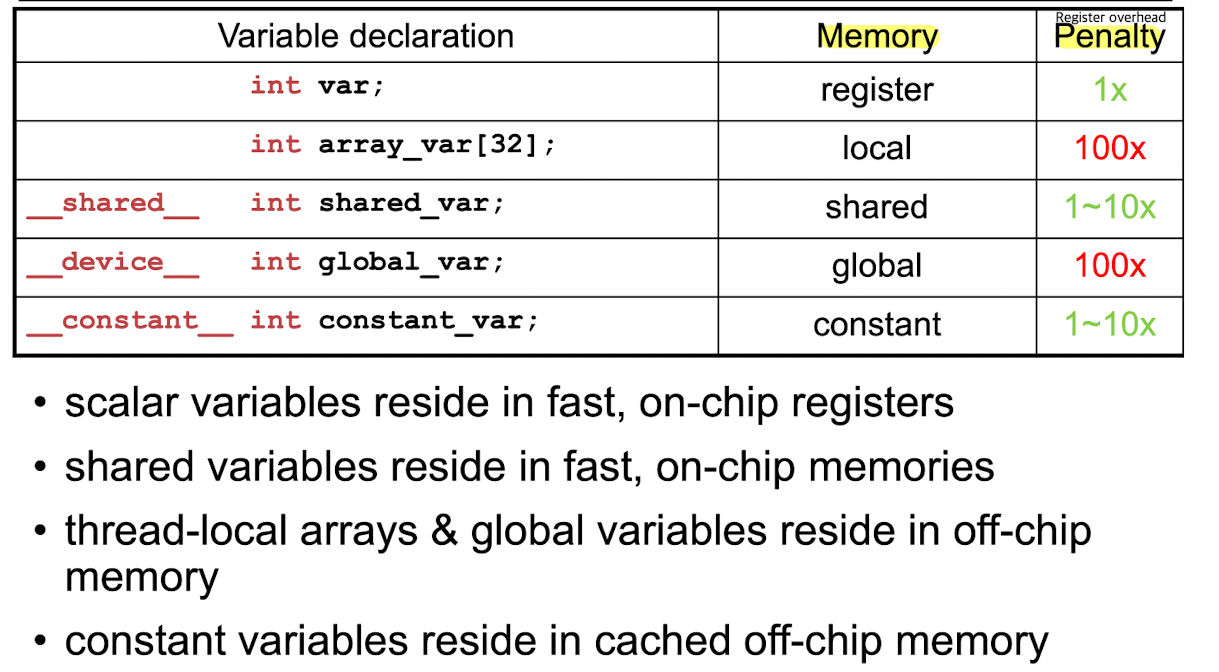 Variable declaration Memory Register overhead Penalty
int var; register 1x
int array_var[32]; local 100x
__shared__ int shared_var; shared 1~10x
__device__ int global_var; global 100x
__constant__ int constant_var; constant 1~10x
• scalar variables reside in fast, on-chip registers
• shared variables reside in fast, on-chip memories
• thread-local arrays & global variables reside in off-chip
memory
• constant variables reside in cached off-chip memory